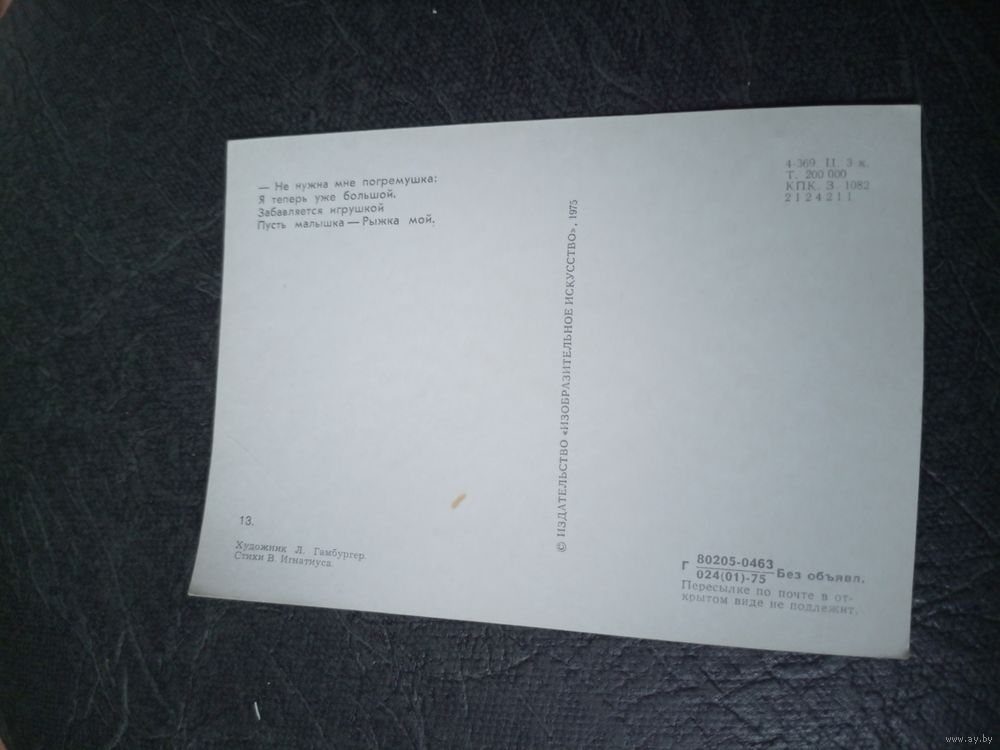 — Не нужна мне погремушка:
Я теперь уже большой.
Забавляется игрушкой
Пусть малышка — Рыжка мой.
13.
Художник Л. Гамбургер.
Стихи В. Игнатиуса.
© ИЗДАТЕЛЬСТВО «ИЗОБРАЗИТЕЛЬНОЕ ИСКУССТВО», 1975
4-369. Ц. 3 к.
Т. 200 000
КПК. З. 1082
2124211
Г 80205-0463
024(01)-75 Без объявл.
Пересылке по почте в от-
крытом виде не подлежит.
www.ay.by